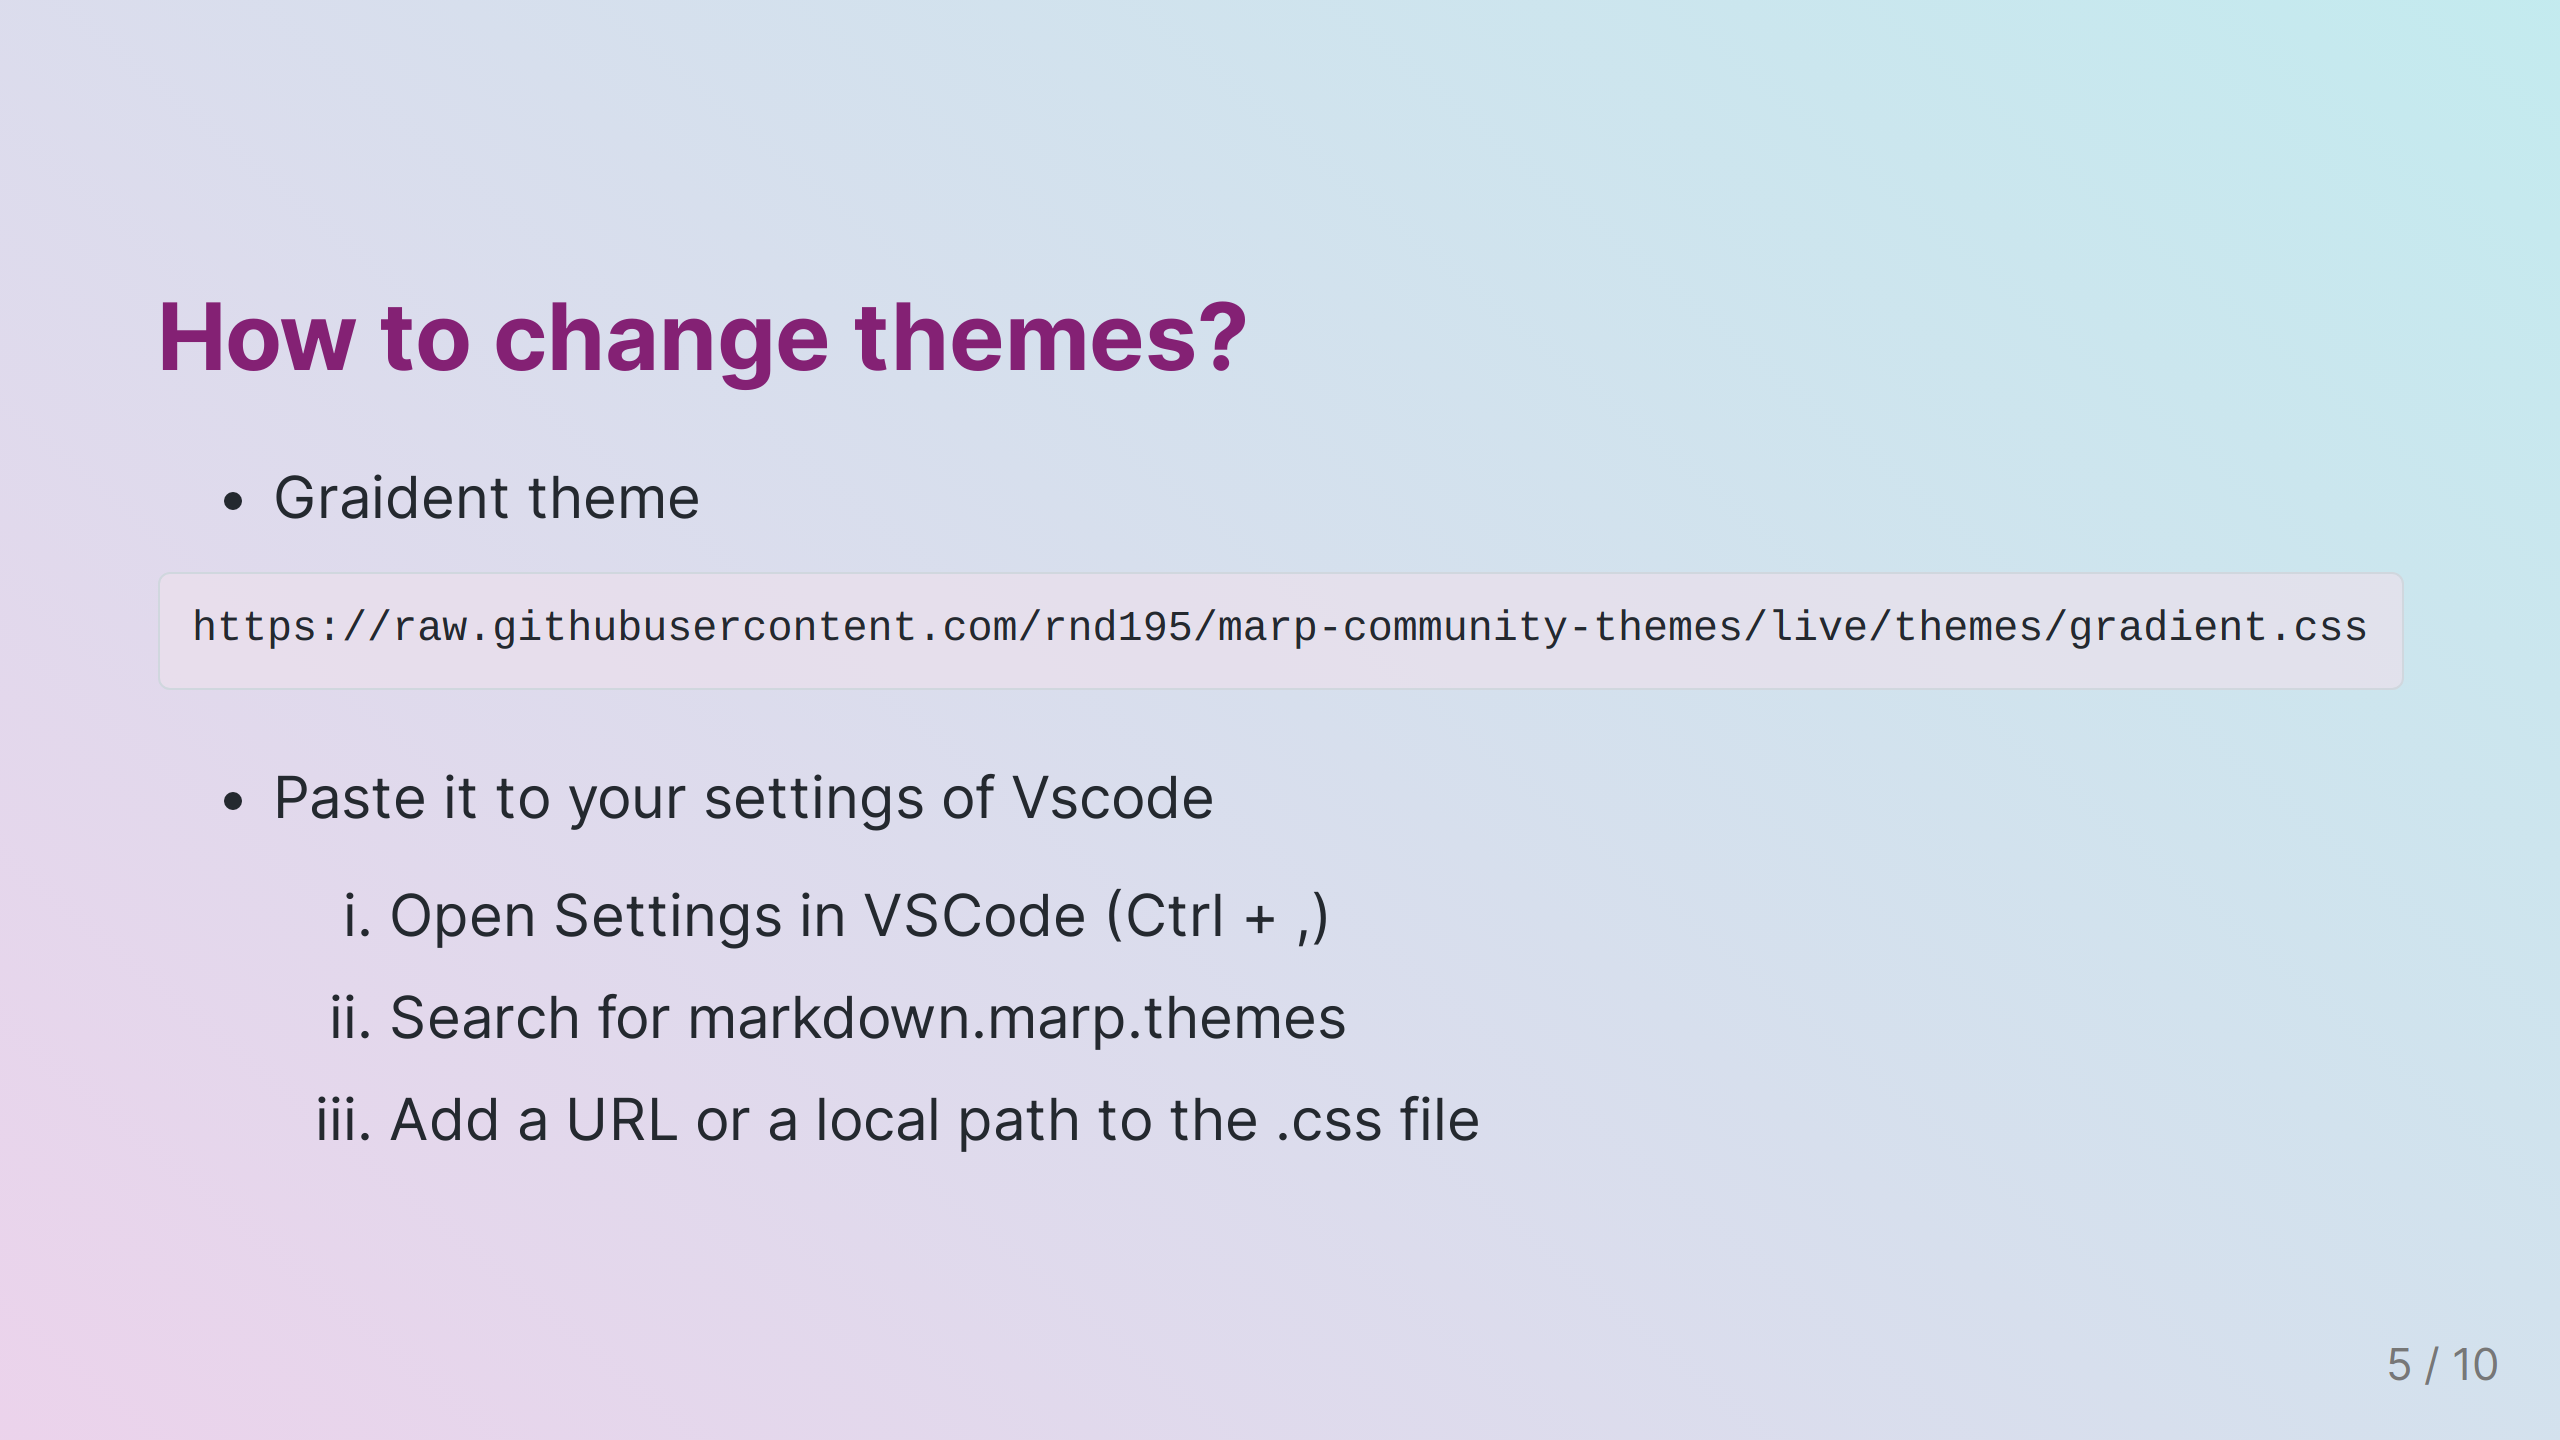 How to change themes?
• Graident theme
https://raw.githubusercontent.com/rnd195/marp-community-themes/live/themes/gradient.css
• Paste it to your settings of Vscode
i. Open Settings in VSCode (Ctrl + ,)
ii. Search for markdown.marp.themes
iii. Add a URL or a local path to the .css file
5 / 10